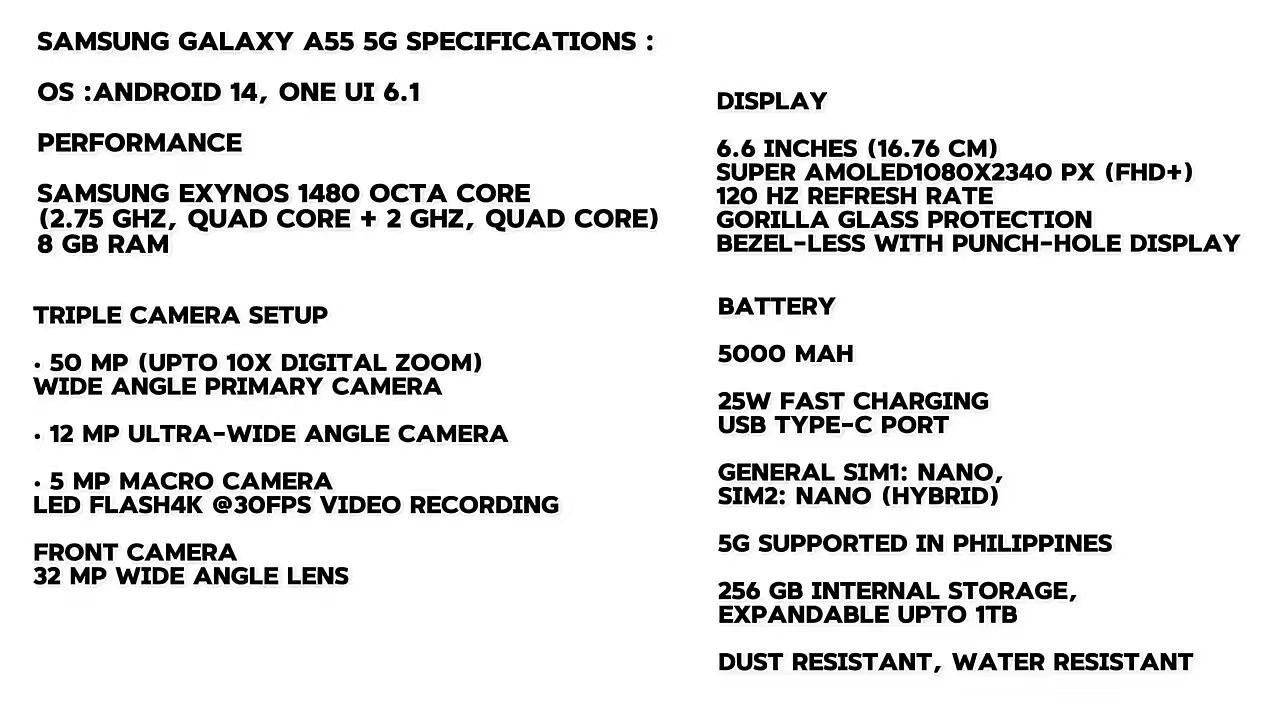 SAMSUNG GALAXY A55 5G SPECIFICATIONS :
OS :ANDROID 14, ONE UI 6.1
PERFORMANCE
SAMSUNG EXYNOS 1480 OCTA CORE
(2.75 GHZ, QUAD CORE + 2 GHZ, QUAD CORE)
8 GB RAM
TRIPLE CAMERA SETUP
• 50 MP (UPTO 10X DIGITAL ZOOM)
WIDE ANGLE PRIMARY CAMERA
• 12 MP ULTRA-WIDE ANGLE CAMERA
• 5 MP MACRO CAMERA
LED FLASH4K @30FPS VIDEO RECORDING
FRONT CAMERA
32 MP WIDE ANGLE LENS
DISPLAY
6.6 INCHES (16.76 CM)
SUPER AMOLED1080X2340 PX (FHD+)
120 HZ REFRESH RATE
GORILLA GLASS PROTECTION
BEZEL-LESS WITH PUNCH-HOLE DISPLAY
BATTERY
5000 MAH
25W FAST CHARGING
USB TYPE-C PORT
GENERAL SIM1: NANO,
SIM2: NANO (HYBRID)
5G SUPPORTED IN PHILIPPINES
256 GB INTERNAL STORAGE,
EXPANDABLE UPTO 1TB
DUST RESISTANT, WATER RESISTANT